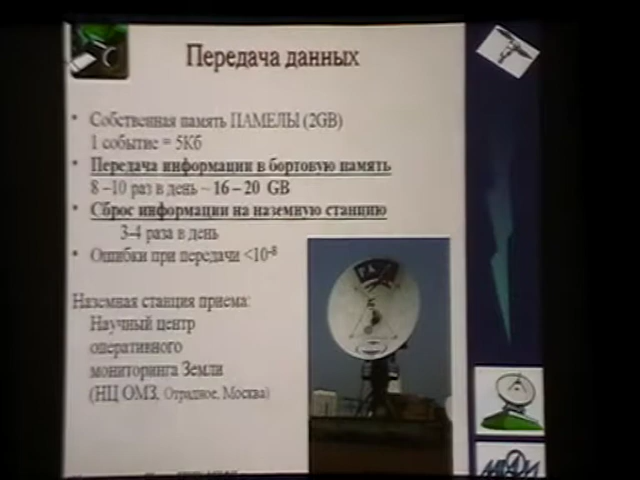 Передача данных
• Собственная память ПАМЕЛЫ (2GB)
1 событие = 5Кб
• Передача информации в бортовую память
8 –10 раз в день ~ 16 – 20 GB
• Сброс информации на наземную станцию
3-4 раза в день
• Ошибки при передачи <10⁻⁸
Наземная станция приема:
Научный центр
оперативного
мониторинга Земли
(НЦ ОМЗ, Отрадное, Москва)